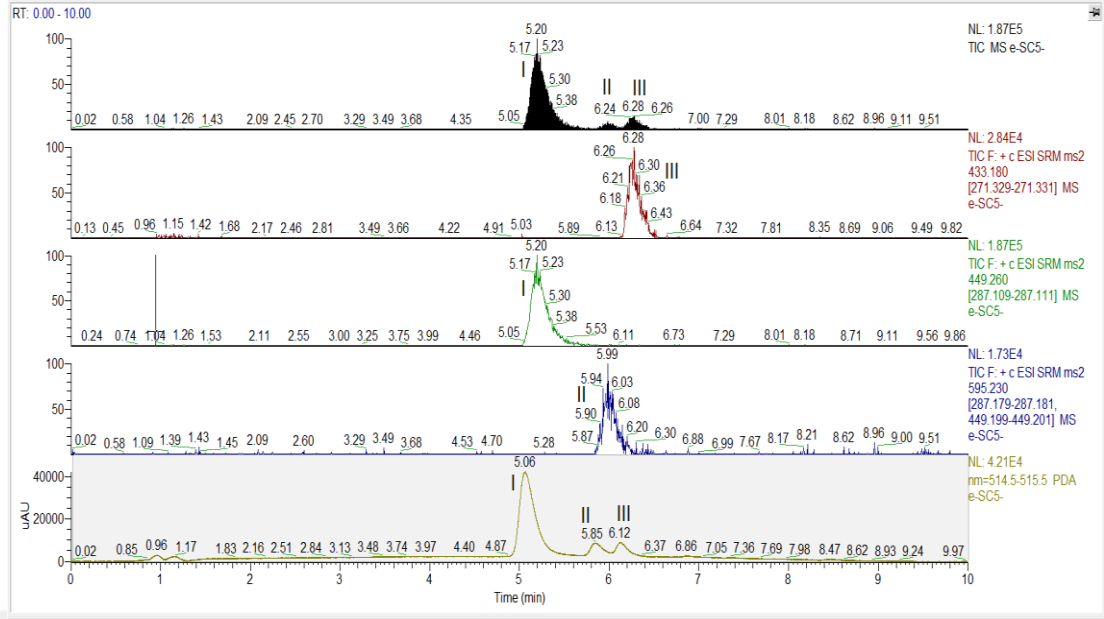 RT: 0.00 - 10.00
NL: 1.87E5
TIC MS e-SC5-
100
50
I
II
III
5.20
5.17
5.23
5.30
5.38
5.05
6.24
6.28
6.26
0.02 0.58 1.04 1.26 1.43 2.09 2.45 2.70 3.29 3.49 3.68 4.35 7.00 7.29 8.01 8.18 8.62 8.96 9.11 9.51
NL: 2.84E4
TIC F: + c ESI SRM ms2
433.180
[271.329-271.331] MS
e-SC5-
100
50
III
6.28
6.26
6.30
6.21
6.36
6.18
6.43
0.13 0.45 0.96 1.15 1.42 1.68 2.17 2.46 2.81 3.49 3.66 4.22 4.91 5.03 5.89 6.13 6.64 7.32 7.81 8.35 8.69 9.06 9.49 9.82
NL: 1.87E5
TIC F: + c ESI SRM ms2
449.260
[287.109-287.111] MS
e-SC5-
100
50
I
5.20
5.17
5.23
5.30
5.38
0.24 0.74 1.04 1.26 1.53 2.11 2.55 3.00 3.25 3.75 3.99 4.46 5.05 5.53 6.11 6.73 7.29 8.01 8.18 8.71 9.11 9.56 9.86
NL: 1.73E4
TIC F: + c ESI SRM ms2
595.230
[287.179-287.181,
449.199-449.201] MS
e-SC5-
100
50
II
5.99
5.94
6.03
6.08
5.90
5.87
6.20
6.30
0.02 0.58 1.09 1.39 1.43 1.45 2.09 2.60 3.29 3.49 3.68 4.53 4.70 5.28 6.88 6.99 7.67 8.17 8.21 8.62 8.96 9.00 9.51
NL: 4.21E4
nm=514.5-515.5 PDA
e-SC5-
uAU
40000
20000
0
I
II
III
5.06
5.85
6.12
0.02 0.85 0.96 1.17 1.83 2.16 2.51 2.84 3.13 3.48 3.74 3.97 4.40 4.87 6.37 6.86 7.05 7.36 7.69 7.98 8.47 8.62 8.93 9.24 9.97
0 1 2 3 4 5 6 7 8 9 10
Time (min)